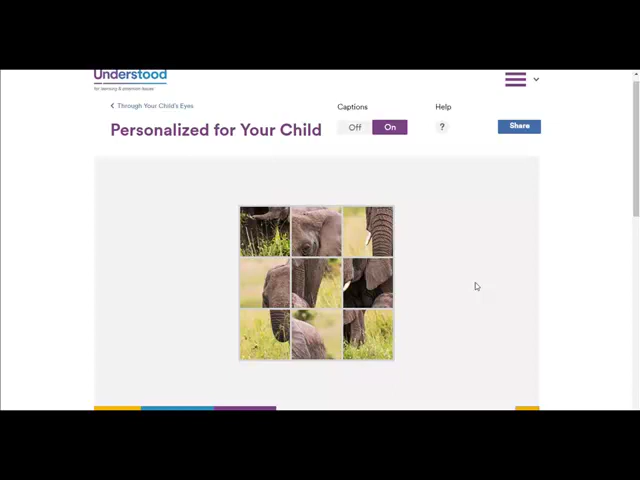 Understood
for learning & attention issues
Through Your Child's Eyes
Captions
Help
Personalized for Your Child
Off
On
?
Share